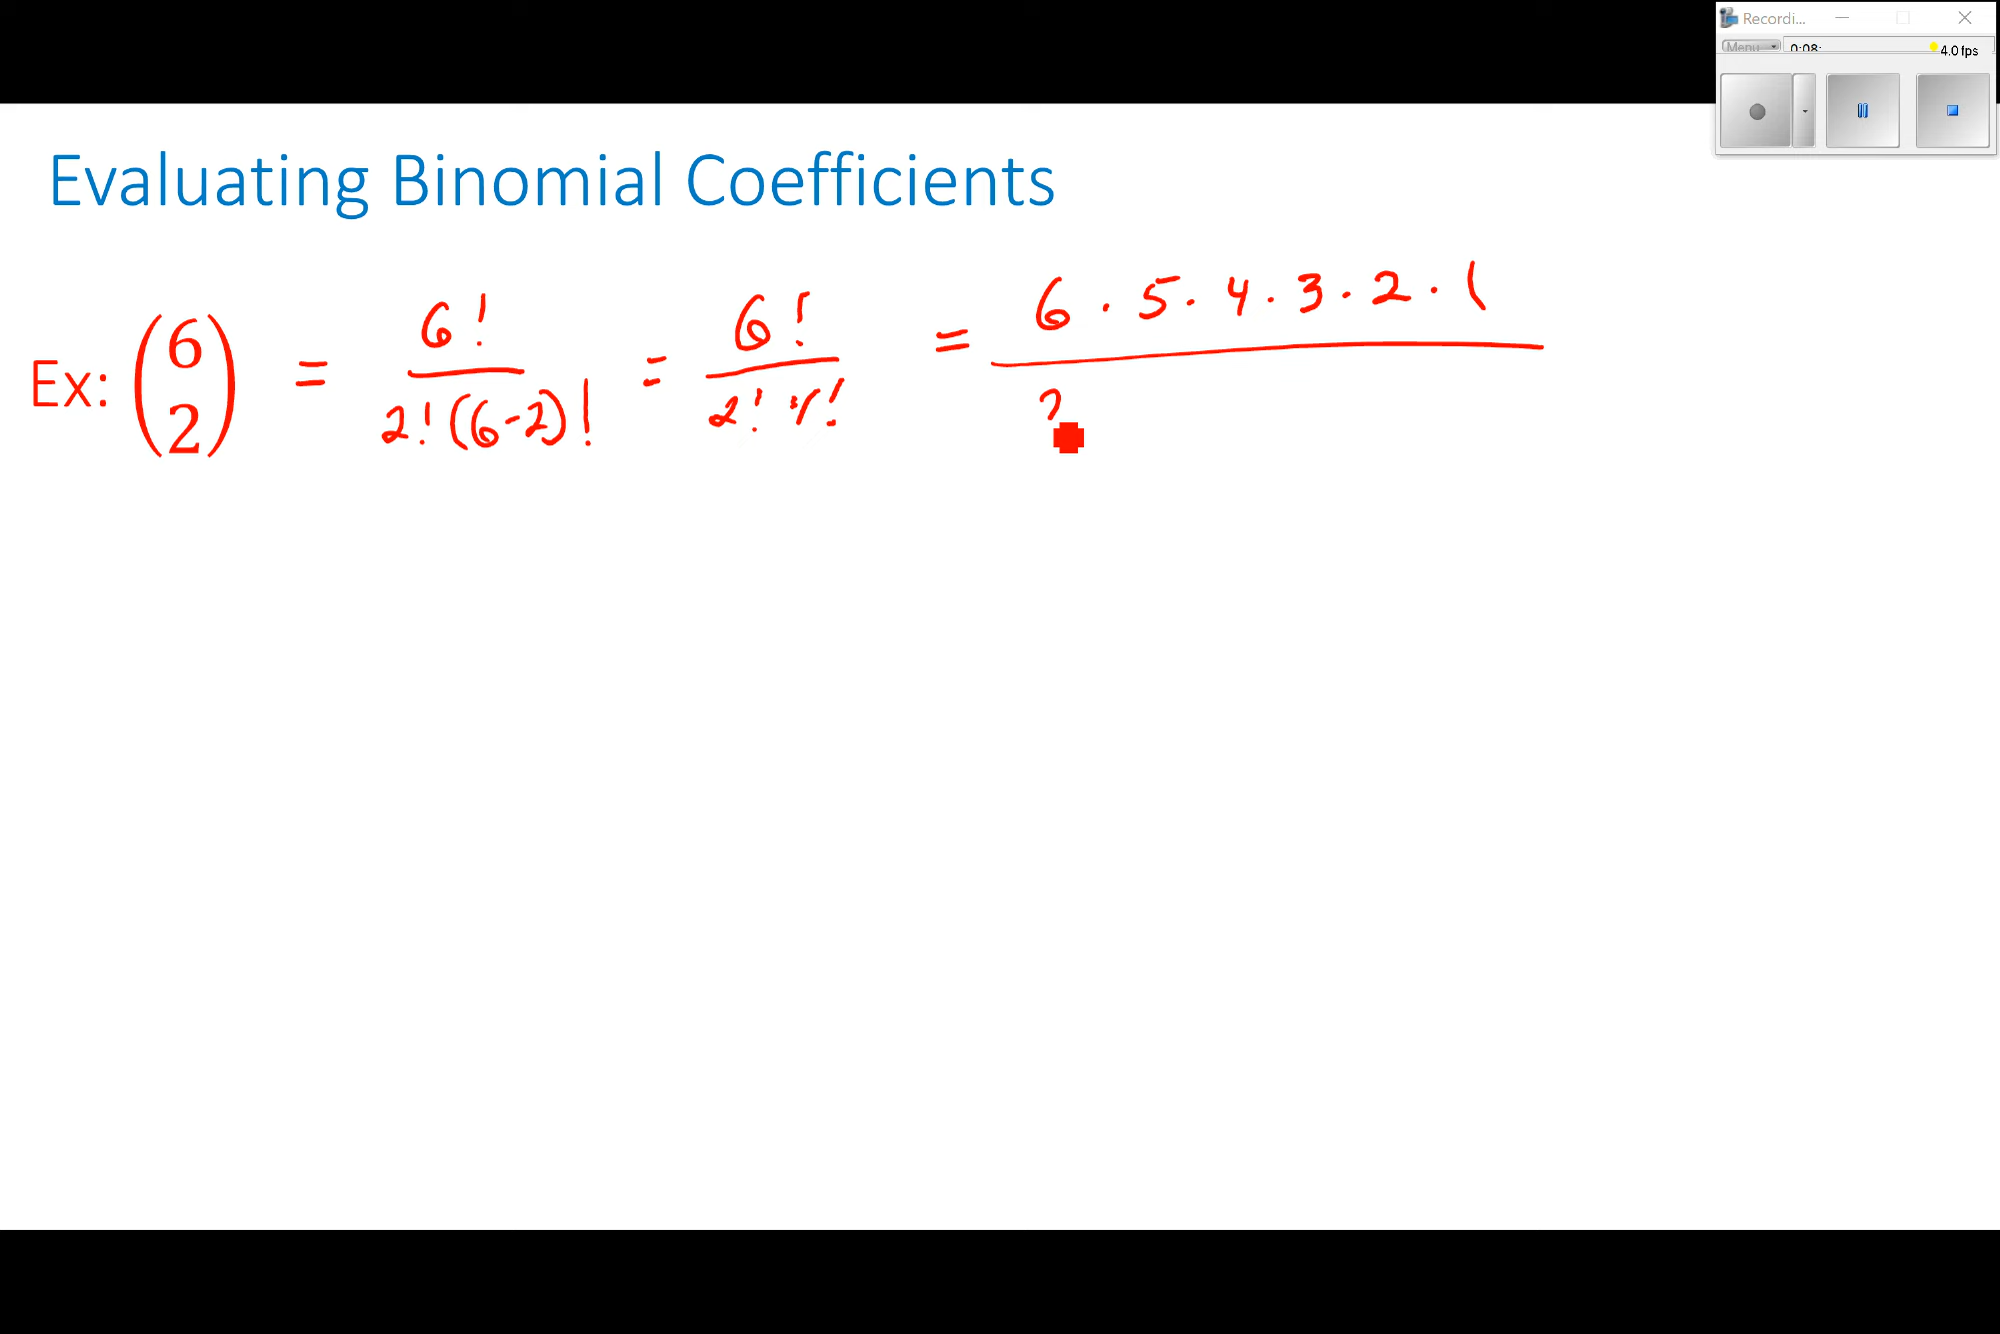 Recordi...
Menu 0:08: 4.0 fps
Evaluating Binomial Coefficients
Ex: (6 2) = 6! / 2!(6-2)! = 6! / 2! 4! = 6 · 5 · 4 · 3 · 2 · 1 / 2